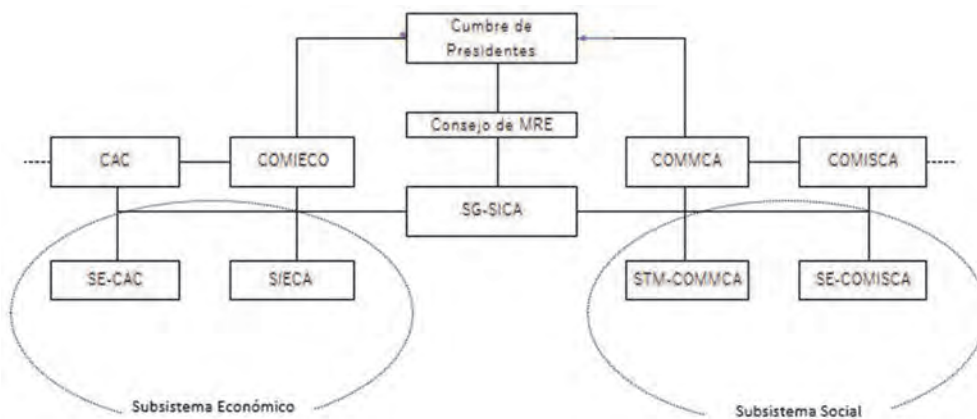 Cumbre de
Presidentes
Consejo de MRE
CAC
COMIECO
COMMCA
COMISCA
SG-SICA
SE-CAC
SIECA
STM-COMMCA
SE-COMISCA
Subsistema Económico
Subsistema Social